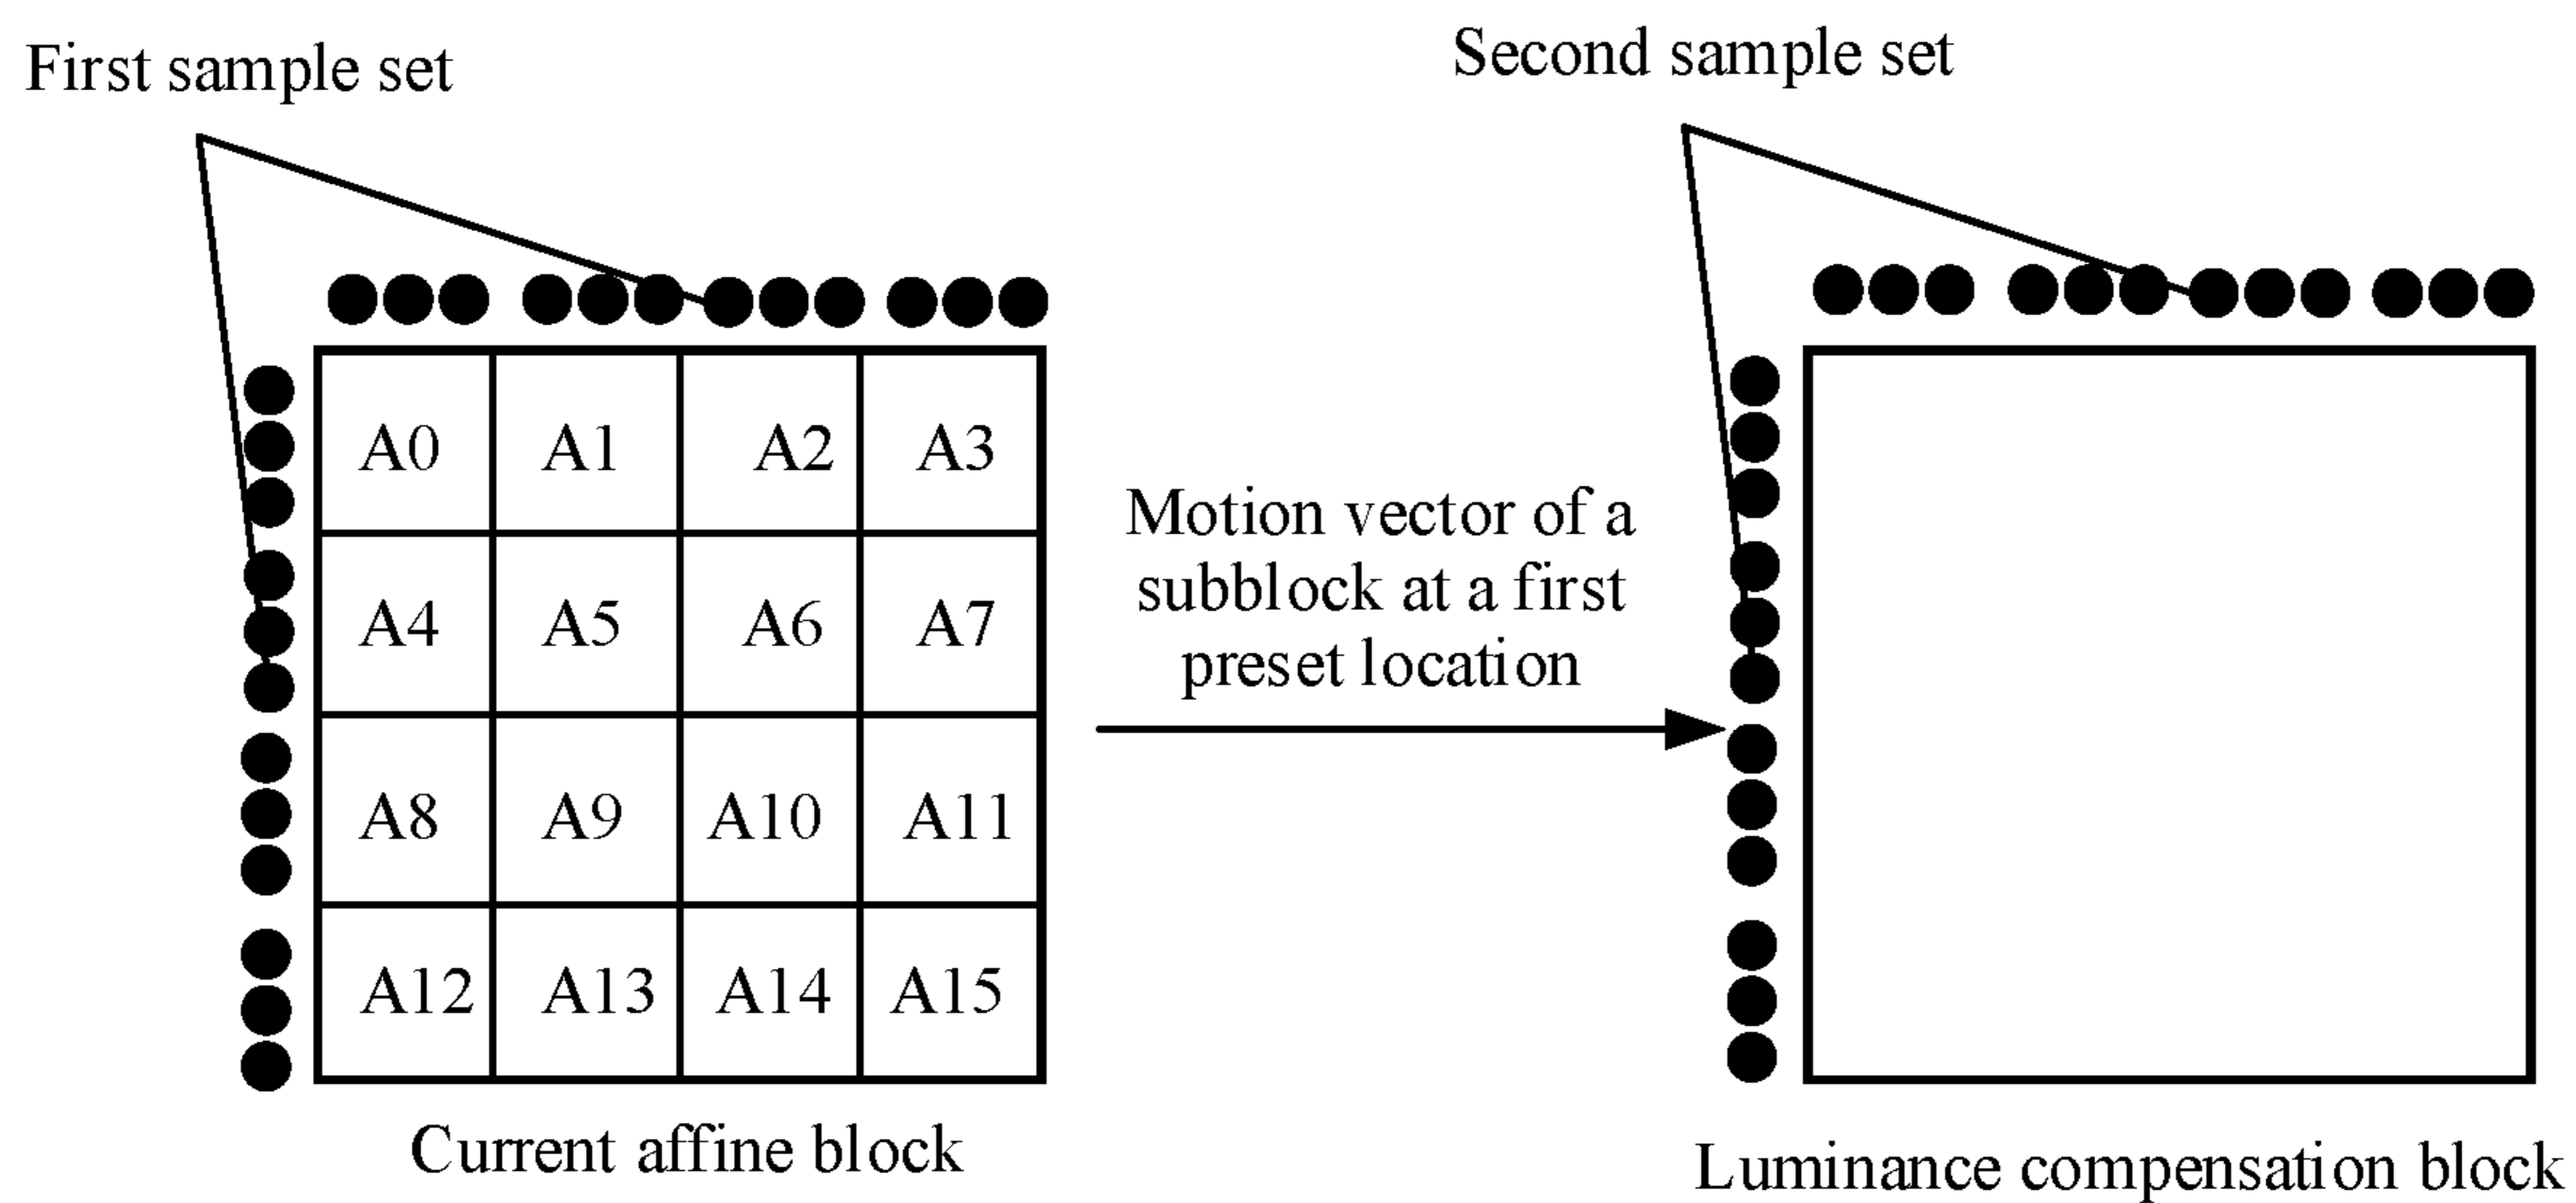 First sample set
Second sample set
A0 A1 A2 A3
A4 A5 A6 A7
A8 A9 A10 A11
A12 A13 A14 A15
Motion vector of a
subblock at a first
preset location
Current affine block
Luminance compensation block